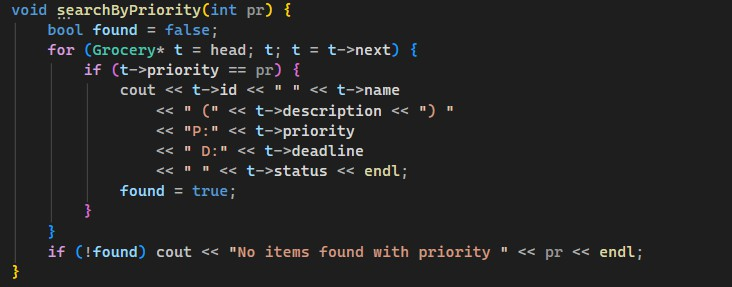 void searchByPriority(int pr) {
    bool found = false;
    for (Grocery* t = head; t; t = t->next) {
        if (t->priority == pr) {
            cout << t->id << " " << t->name
                << " (" << t->description << ") "
                << "P:" << t->priority
                << " D:" << t->deadline
                << " " << t->status << endl;
            found = true;
        }
    }
    if (!found) cout << "No items found with priority " << pr << endl;
}